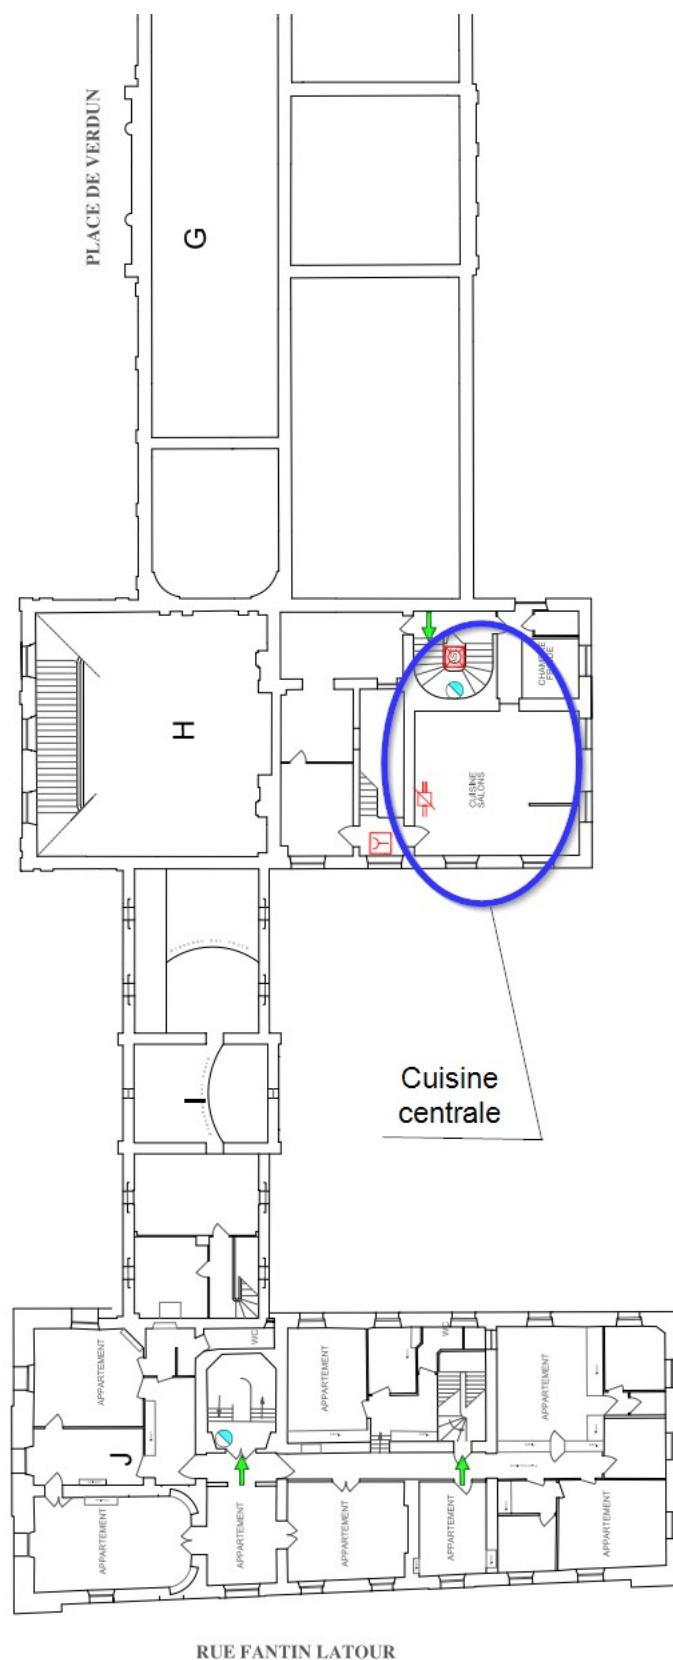 PLACE DE VERDUN
G
H
CHAMBRE
FROIDE
CUISINE
SALONS
Cuisine
centrale
I
WC
WC
APPARTEMENT
APPARTEMENT
APPARTEMENT
J
APPARTEMENT
APPARTEMENT
APPARTEMENT
APPARTEMENT
APPARTEMENT
RUE FANTIN LATOUR